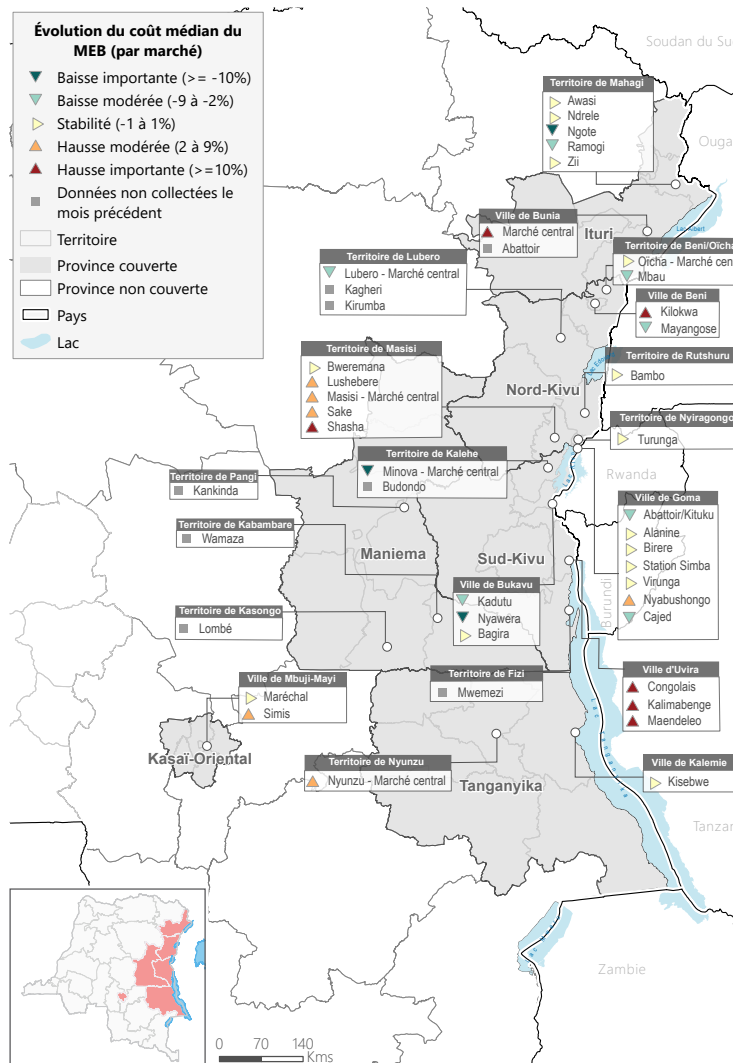 Évolution du coût médian du
MEB (par marché)
Baisse importante (>= -10%)
Baisse modérée (-9 à -2%)
Stabilité (-1 à 1%)
Hausse modérée (2 à 9%)
Hausse importante (>=10%)
Données non collectées le
mois précédent
Territoire
Province couverte
Province non couverte
Pays
Lac
Soudan du Su
Territoire de Mahagi
Awasi
Ndrele
Ngote
Ramogi
Zii
Ouga
Ville de Bunia
Marché central
Abattoir
Ituri
Territoire de Beni/Oïcha
Oïcha - Marché cen
Mbau
Territoire de Lubero
Lubero - Marché central
Kagheri
Kirumba
Ville de Beni
Kilokwa
Mayangose
Territoire de Masisi
Bweremana
Lushebere
Masisi - Marché central
Sake
Shasha
Territoire de Rutshuru
Bambo
Nord-Kivu
Territoire de Nyiragongo
Turunga
Territoire de Kalehe
Minova - Marché central
Budondo
Rwanda
Territoire de Pangi
Kankinda
Ville de Goma
Abattoir/Kituku
Alanine
Birere
Station Simba
Virunga
Nyabushongo
Cajed
Territoire de Kabambare
Wamaza
Maniema
Sud-Kivu
Burundi
Ville de Bukavu
Kadutu
Nyawera
Bagira
Territoire de Kasongo
Lombé
Territoire de Fizi
Mwemezi
Ville d'Uvira
Congolais
Kalimabenge
Maendeleo
Ville de Mbuji-Mayi
Maréchal
Simis
Kasaï-Oriental
Territoire de Nyunzu
Nyunzu - Marché central
Tanganyika
Ville de Kalemie
Kisebwe
Tanzan
Zambie
0 70 140
Kms